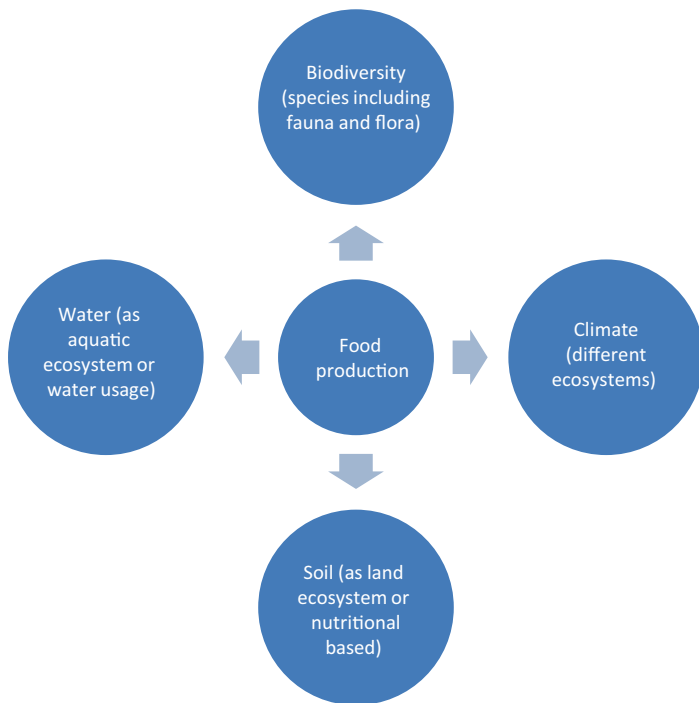 Biodiversity
(species including
fauna and flora)
Water (as
aquatic
ecosystem or
water usage)
Food
production
Climate
(different
ecosystems)
Soil (as land
ecosystem or
nutritional
based)